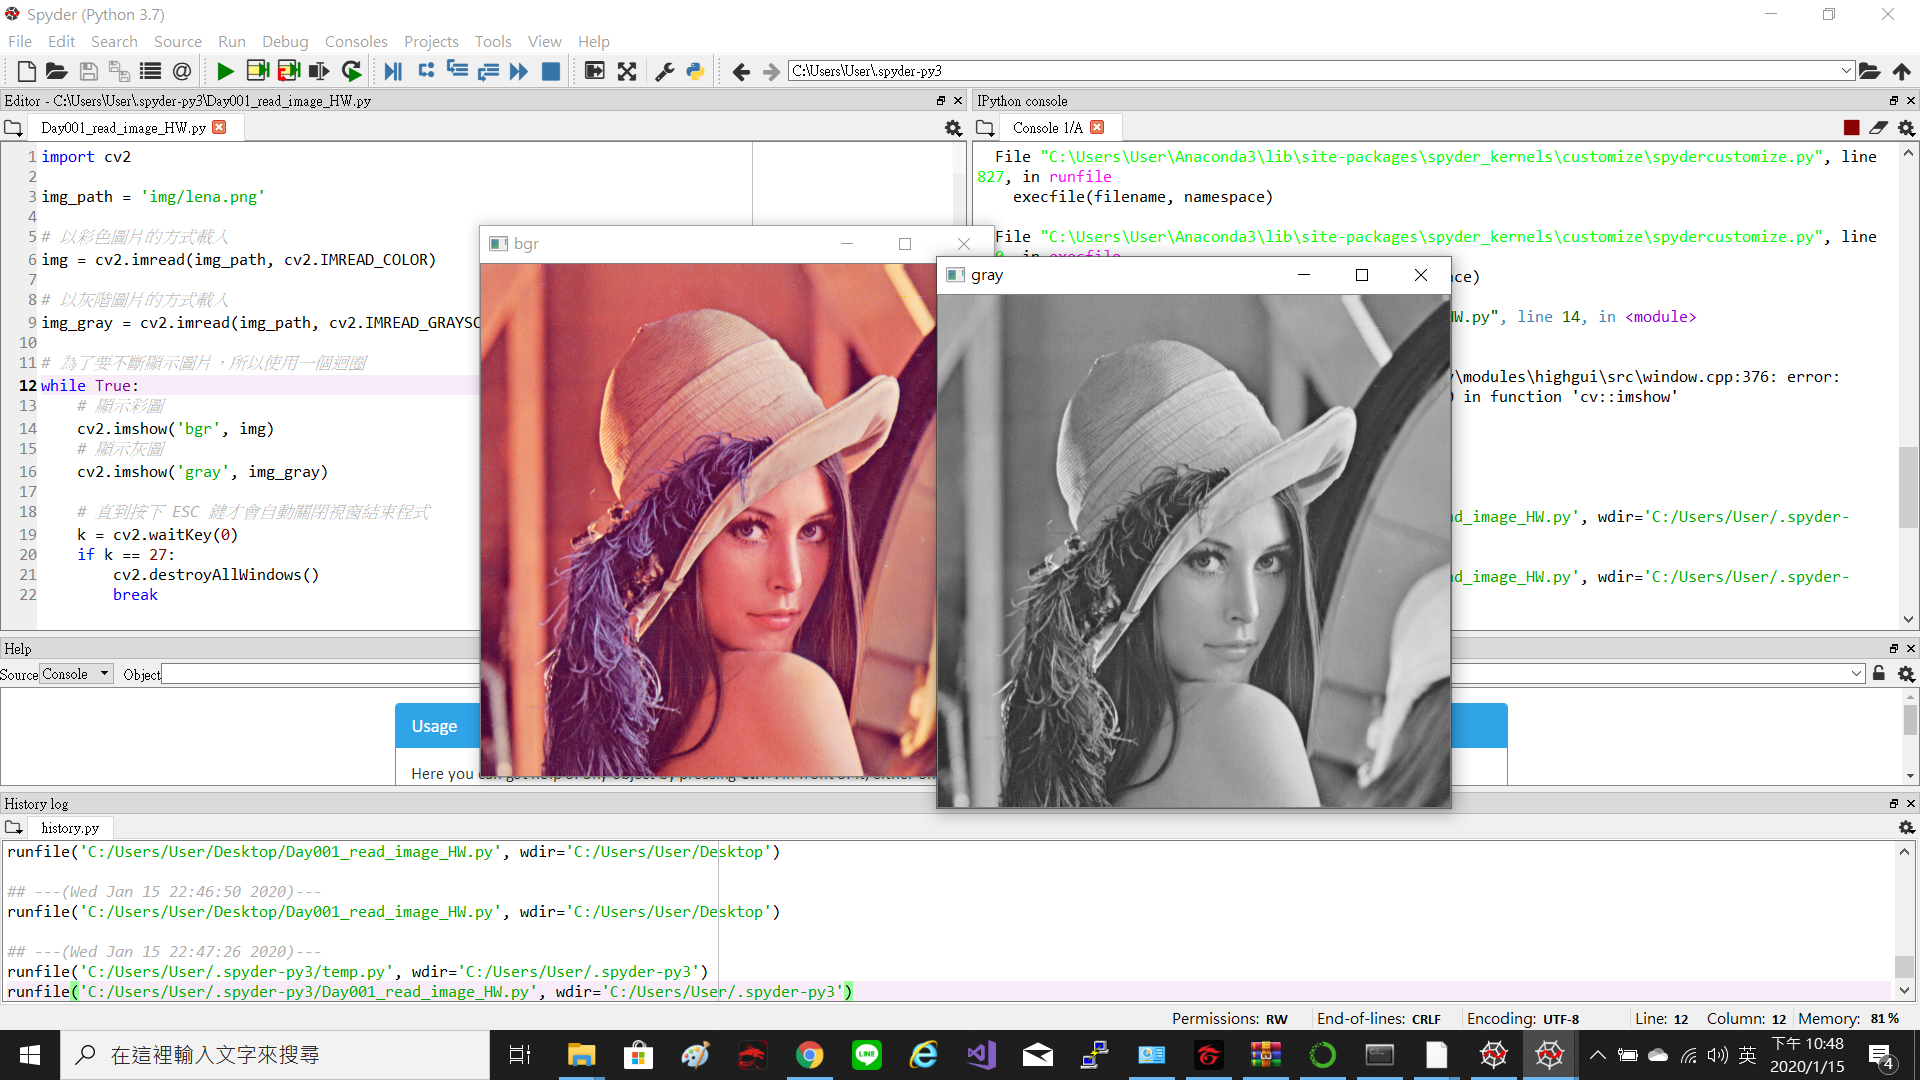 Spyder (Python 3.7)
File Edit Search Source Run Debug Consoles Projects Tools View Help
C:\Users\User\.spyder-py3
Editor - C:\Users\User\.spyder-py3\Day001_read_image_HW.py
Day001_read_image_HW.py
1 import cv2
2
3 img_path = 'img/lena.png'
4
5 # 以彩色圖片的方式載入
6 img = cv2.imread(img_path, cv2.IMREAD_COLOR)
7
8 # 以灰階圖片的方式載入
9 img_gray = cv2.imread(img_path, cv2.IMREAD_GRAYSC
10
11 # 為了要不斷顯示圖片，所以使用一個迴圈
12 while True:
13 # 顯示彩圖
14 cv2.imshow('bgr', img)
15 # 顯示灰圖
16 cv2.imshow('gray', img_gray)
17
18 # 直到按下 ESC 鍵才會自動關閉視窗結束程式
19 k = cv2.waitKey(0)
20 if k == 27:
21 cv2.destroyAllWindows()
22 break
bgr
gray
IPython console
Console 1/A
File "C:\Users\User\Anaconda3\lib\site-packages\spyder_kernels\customize\spydercustomize.py", line
827, in runfile
execfile(filename, namespace)
File "C:\Users\User\Anaconda3\lib\site-packages\spyder_kernels\customize\spydercustomize.py", line
in execfile
ce)
HW.py", line 14, in <module>
y\modules\highgui\src\window.cpp:376: error:
in function 'cv::imshow'
d_image_HW.py', wdir='C:/Users/User/.spyder-
d_image_HW.py', wdir='C:/Users/User/.spyder-
Help
Source Console Object
Usage
Here you can get help of any object by pressing
History log
history.py
runfile('C:/Users/User/Desktop/Day001_read_image_HW.py', wdir='C:/Users/User/Desktop')
## ---(Wed Jan 15 22:46:50 2020)---
runfile('C:/Users/User/Desktop/Day001_read_image_HW.py', wdir='C:/Users/User/Desktop')
## ---(Wed Jan 15 22:47:26 2020)---
runfile('C:/Users/User/.spyder-py3/temp.py', wdir='C:/Users/User/.spyder-py3')
runfile('C:/Users/User/.spyder-py3/Day001_read_image_HW.py', wdir='C:/Users/User/.spyder-py3')
Permissions: RW End-of-lines: CRLF Encoding: UTF-8 Line: 12 Column: 12 Memory: 81 %
在這裡輸入文字來搜尋
LINE
英
下午 10:48
2020/1/15
4